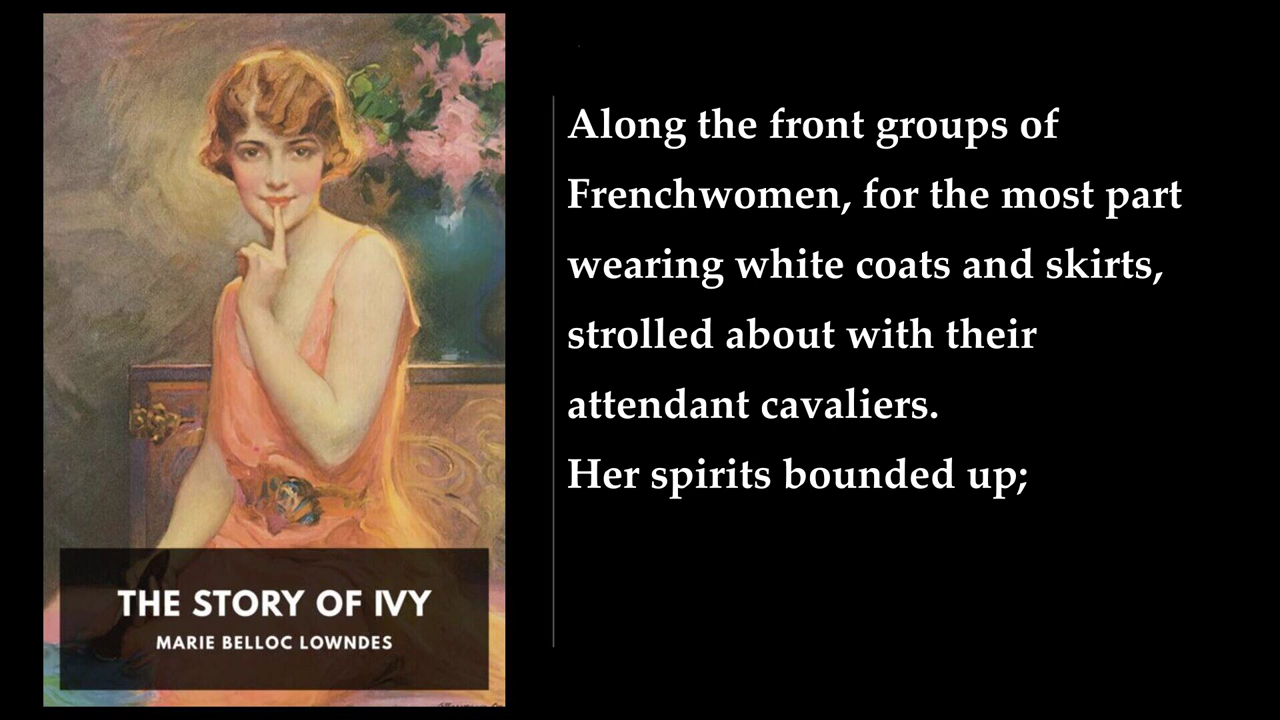 THE STORY OF IVY
MARIE BELLOC LOWNDES
Along the front groups of
Frenchwomen, for the most part
wearing white coats and skirts,
strolled about with their
attendant cavaliers.
Her spirits bounded up;